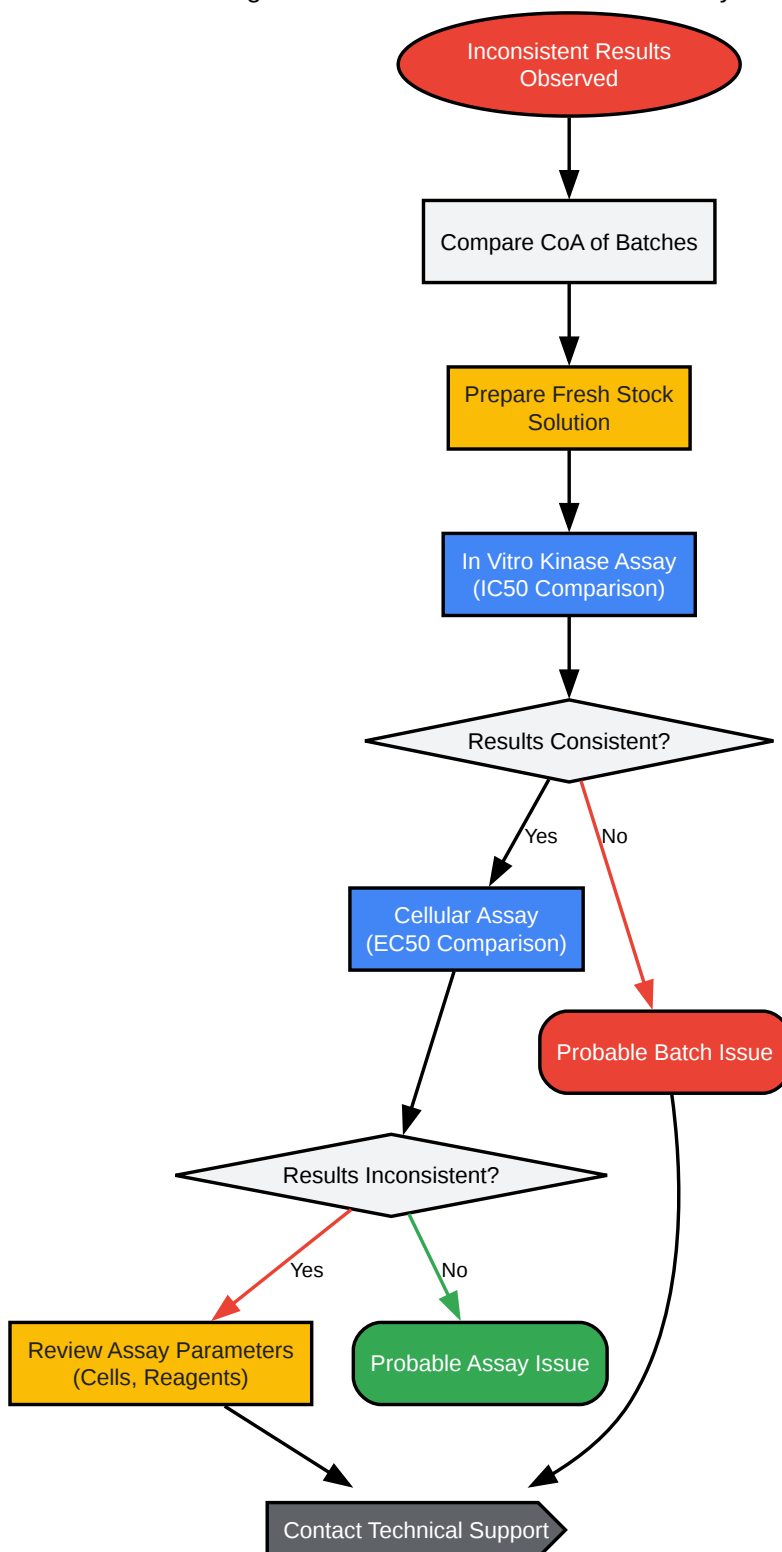 Inconsistent Results
Observed
Compare CoA of Batches
Prepare Fresh Stock
Solution
In Vitro Kinase Assay
(IC50 Comparison)
Results Consistent?
Yes
No
Cellular Assay
(EC50 Comparison)
Probable Batch Issue
Results Inconsistent?
Yes
No
Review Assay Parameters
(Cells, Reagents)
Probable Assay Issue
Contact Technical Support